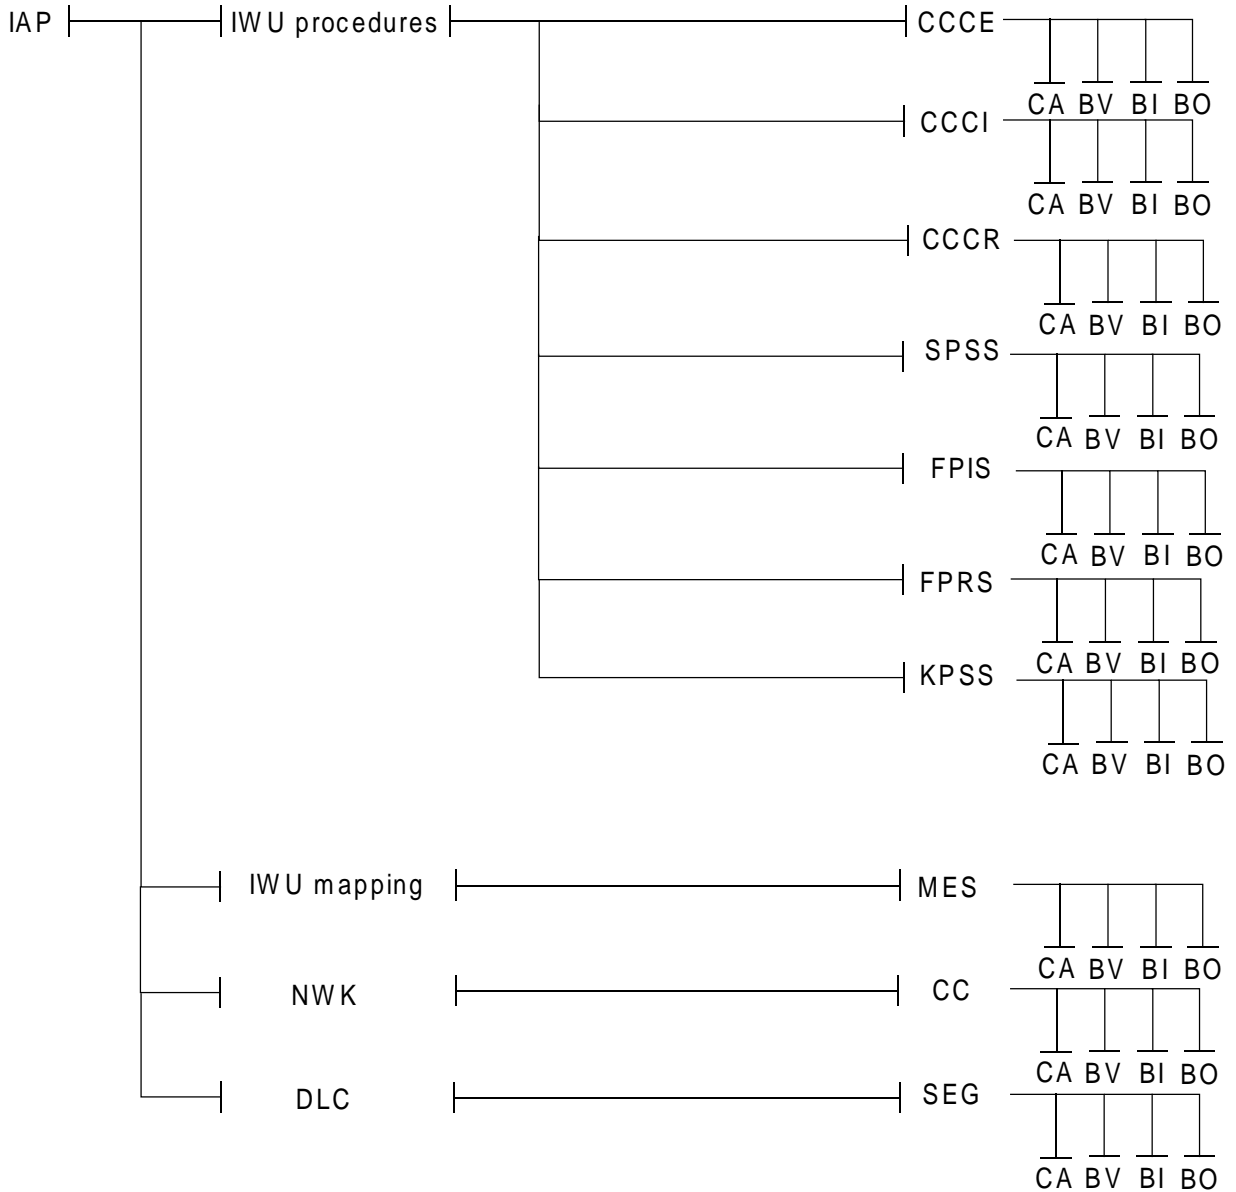 IAP IWU procedures CCCE
CA BV BI BO
CCCI
CA BV BI BO
CCCR
CA BV BI BO
SPSS
CA BV BI BO
FPIS
CA BV BI BO
FPRS
CA BV BI BO
KPSS
CA BV BI BO
IWU mapping MES
CA BV BI BO
NWK CC
CA BV BI BO
DLC SEG
CA BV BI BO